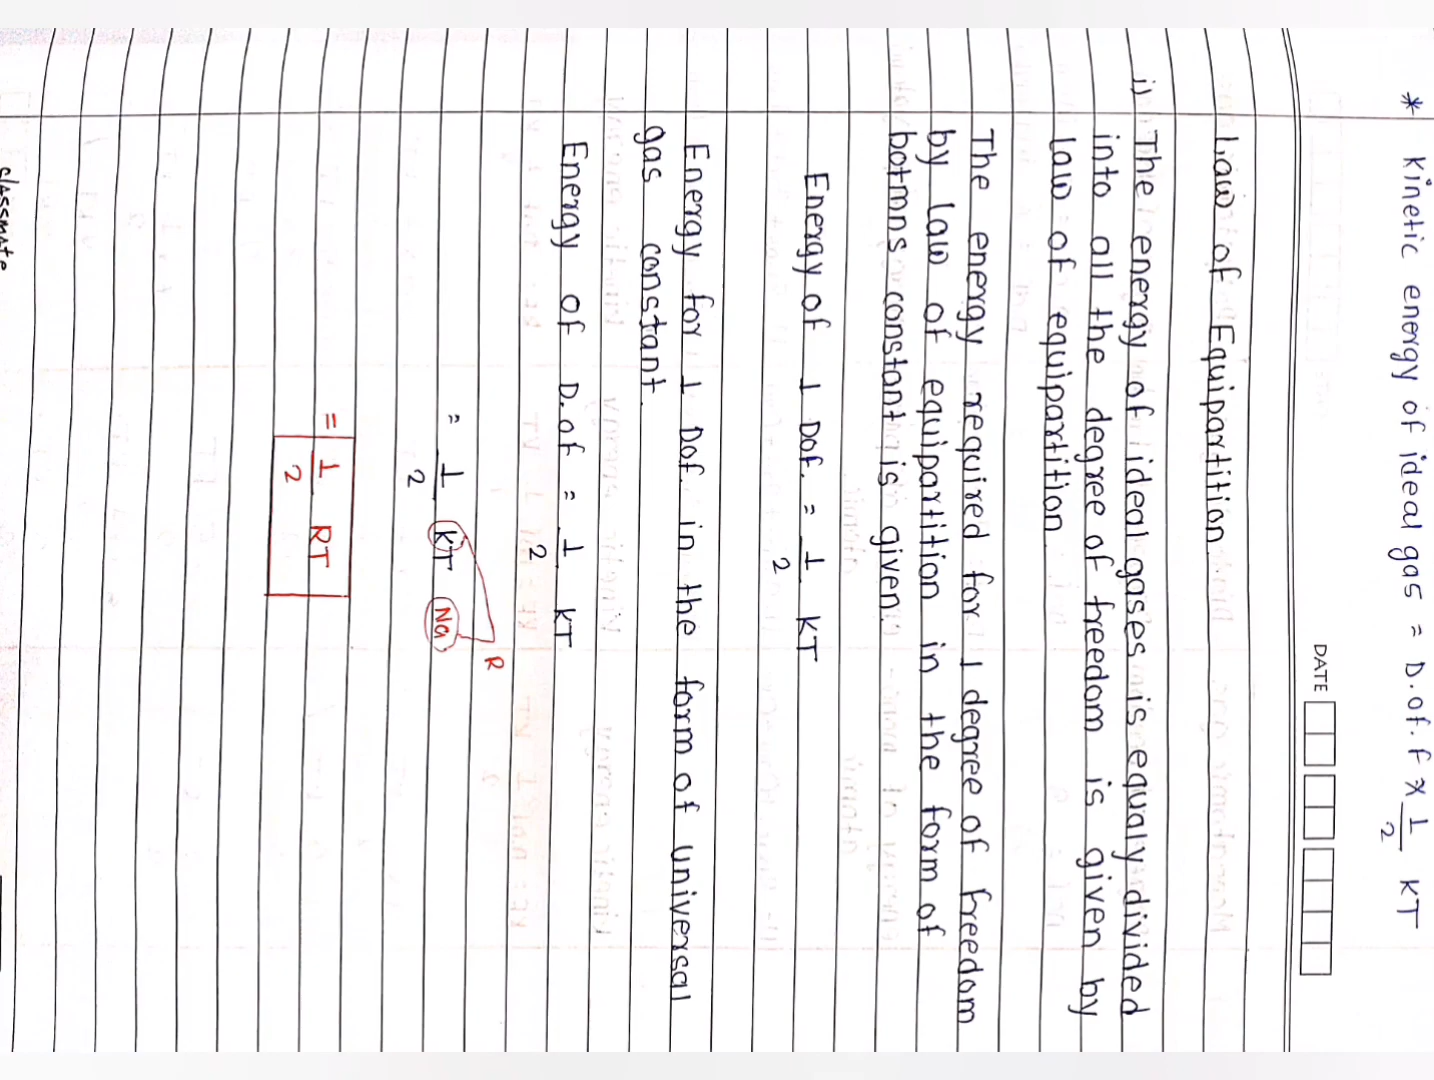 * Kinetic energy of ideal gas = D.of.f × 1/2 KT
DATE
Law of Equipartition
i) The energy of ideal gases is equaly divided
into all the degree of freedom is given by
law of equipartition.
The energy required for 1 degree of freedom
by law of equipartition in the form of
botmns constant is given.
Energy of 1 Dof. = 1/2 KT
Energy for 1 Dof. in the form of universal
gas constant.
Energy of D.of = 1/2 KT
R
= 1/2 KT Na
= 1/2 RT
classmate